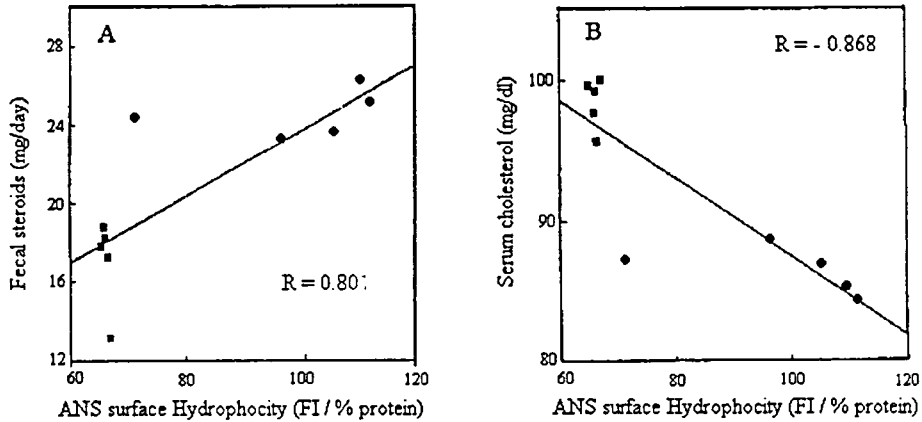 A
28
24
20
16
12
Fecal steroids (mg/day)
R = 0.801
60 80 100 120
ANS surface Hydrophocity (FI / % protein)
B
R = - 0.868
100
90
80
Serum cholesterol (mg/dl)
60 80 100 120
ANS surface Hydrophocity (FI / % protein)